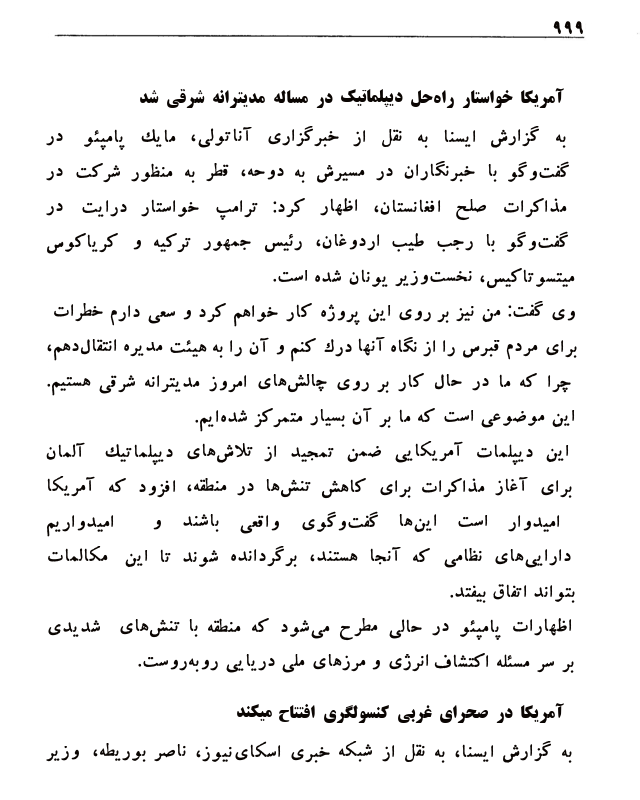 ۹۹۹
آمریکا خواستار راه‌حل دیپلماتیک در مساله مدیترانه شرقی شد
به گزارش ایسنا به نقل از خبرگزاری آناتولی، مایك پامپئو در
گفت‌وگو با خبرنگاران در مسیرش به دوحه، قطر به منظور شرکت در
مذاکرات صلح افغانستان، اظهار کرد: ترامپ خواستار درایت در
گفت‌وگو با رجب طیب اردوغان، رئیس جمهور ترکیه و کریاکوس
میتسوتاکیس، نخست‌وزیر یونان شده است.
وی گفت: من نیز بر روی این پروژه کار خواهم کرد و سعی دارم خطرات
برای مردم قبرس را از نگاه آنها درك کنم و آن را به هیئت مدیره انتقال‌دهم،
چرا که ما در حال کار بر روی چالش‌های امروز مدیترانه شرقی هستیم.
این موضوعی است که ما بر آن بسیار متمرکز شده‌ایم.
این دیپلمات آمریکایی ضمن تمجید از تلاش‌های دیپلماتیك آلمان
برای آغاز مذاکرات برای کاهش تنش‌ها در منطقه، افزود که آمریکا
امیدوار است این‌ها گفت‌وگوی واقعی باشند و امیدواریم
دارایی‌های نظامی که آنجا هستند، برگردانده شوند تا این مکالمات
بتواند اتفاق بیفتد.
اظهارات پامپئو در حالی مطرح می‌شود که منطقه با تنش‌های شدیدی
بر سر مسئله اکتشاف انرژی و مرزهای ملی دریایی روبه‌روست.
آمریکا در صحرای غربی کنسولگری افتتاح میکند
به گزارش ایسنا، به نقل از شبکه خبری اسکای‌نیوز، ناصر بوریطه، وزیر